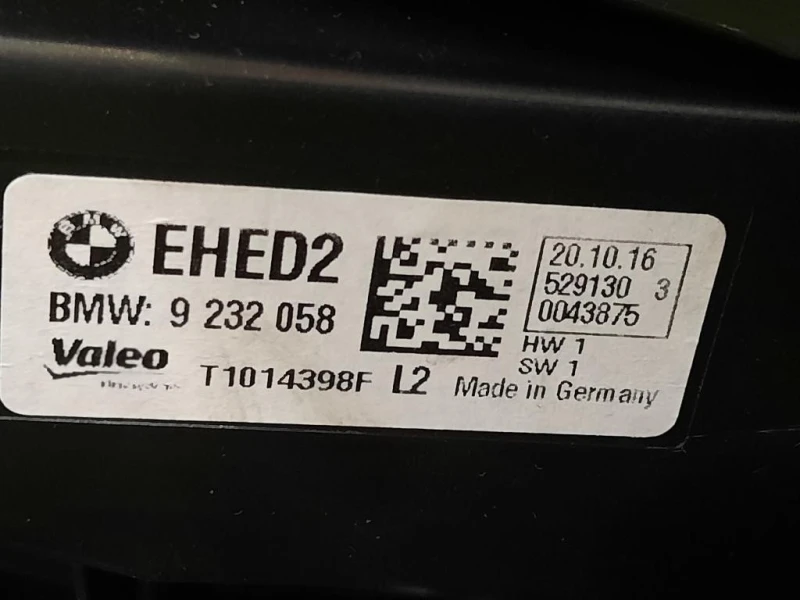 BMW
EHED2
BMW: 9 232 058
Valeo
T1014398F L2
20.10.16
529130 3
0043875
HW 1
SW 1
Made in Germany